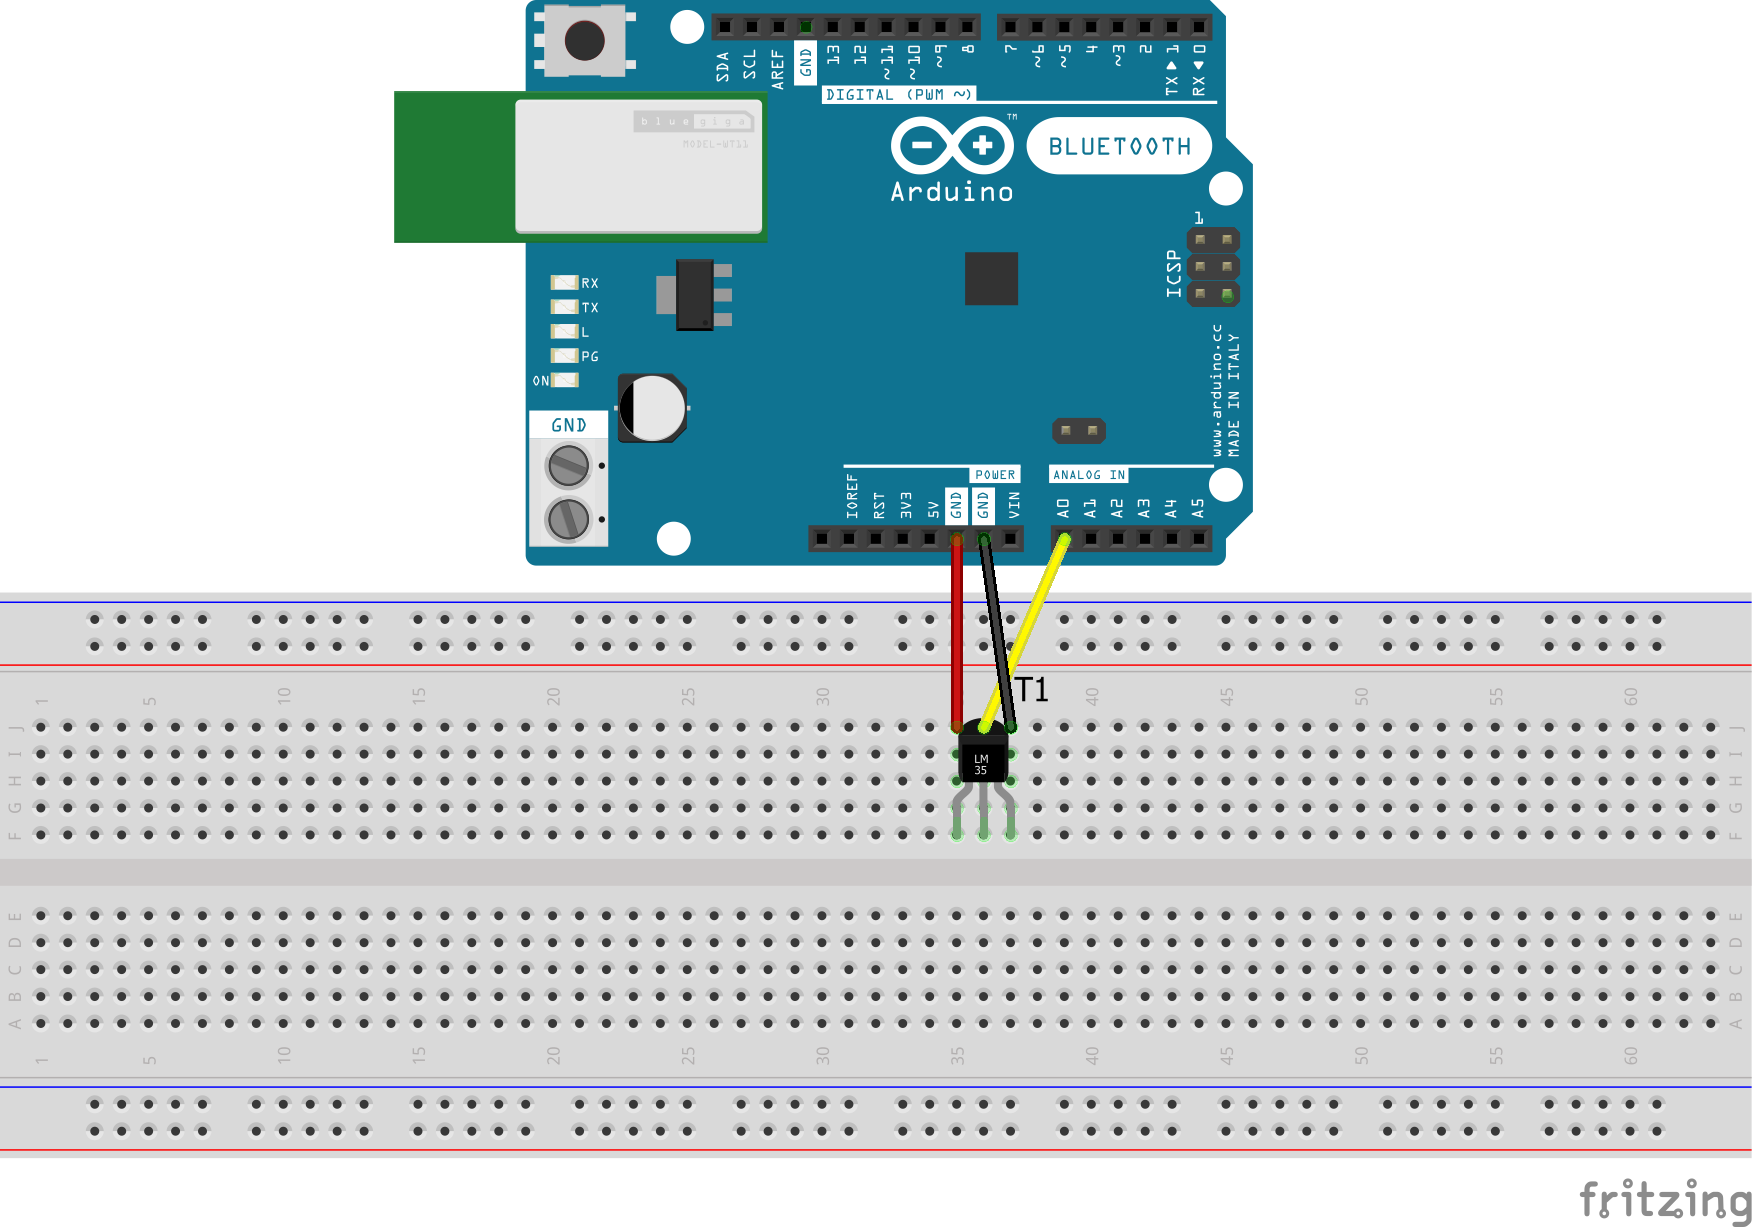 SDA SCL AREF GND 13 12 ~11 ~10 ~9 8 7 ~6 ~5 4 ~3 2 TX ▶ 1 RX ◀ 0
DIGITAL (PWM ~)
bluegiga
MODEL-WT11
TM
BLUETOOTH
Arduino
1
ICSP
RX
TX
L
PG
ON
www.arduino.cc
MADE IN ITALY
GND
POWER
ANALOG IN
IOREF RST 3V3 5V GND GND VIN A0 A1 A2 A3 A4 A5
T1
1 5 10 15 20 25 30 40 45 50 55 60
J J
I I
H H
G G
F F
LM
35
E E
D D
C C
B B
A A
1 5 10 15 20 25 30 35 40 45 50 55 60
fritzing